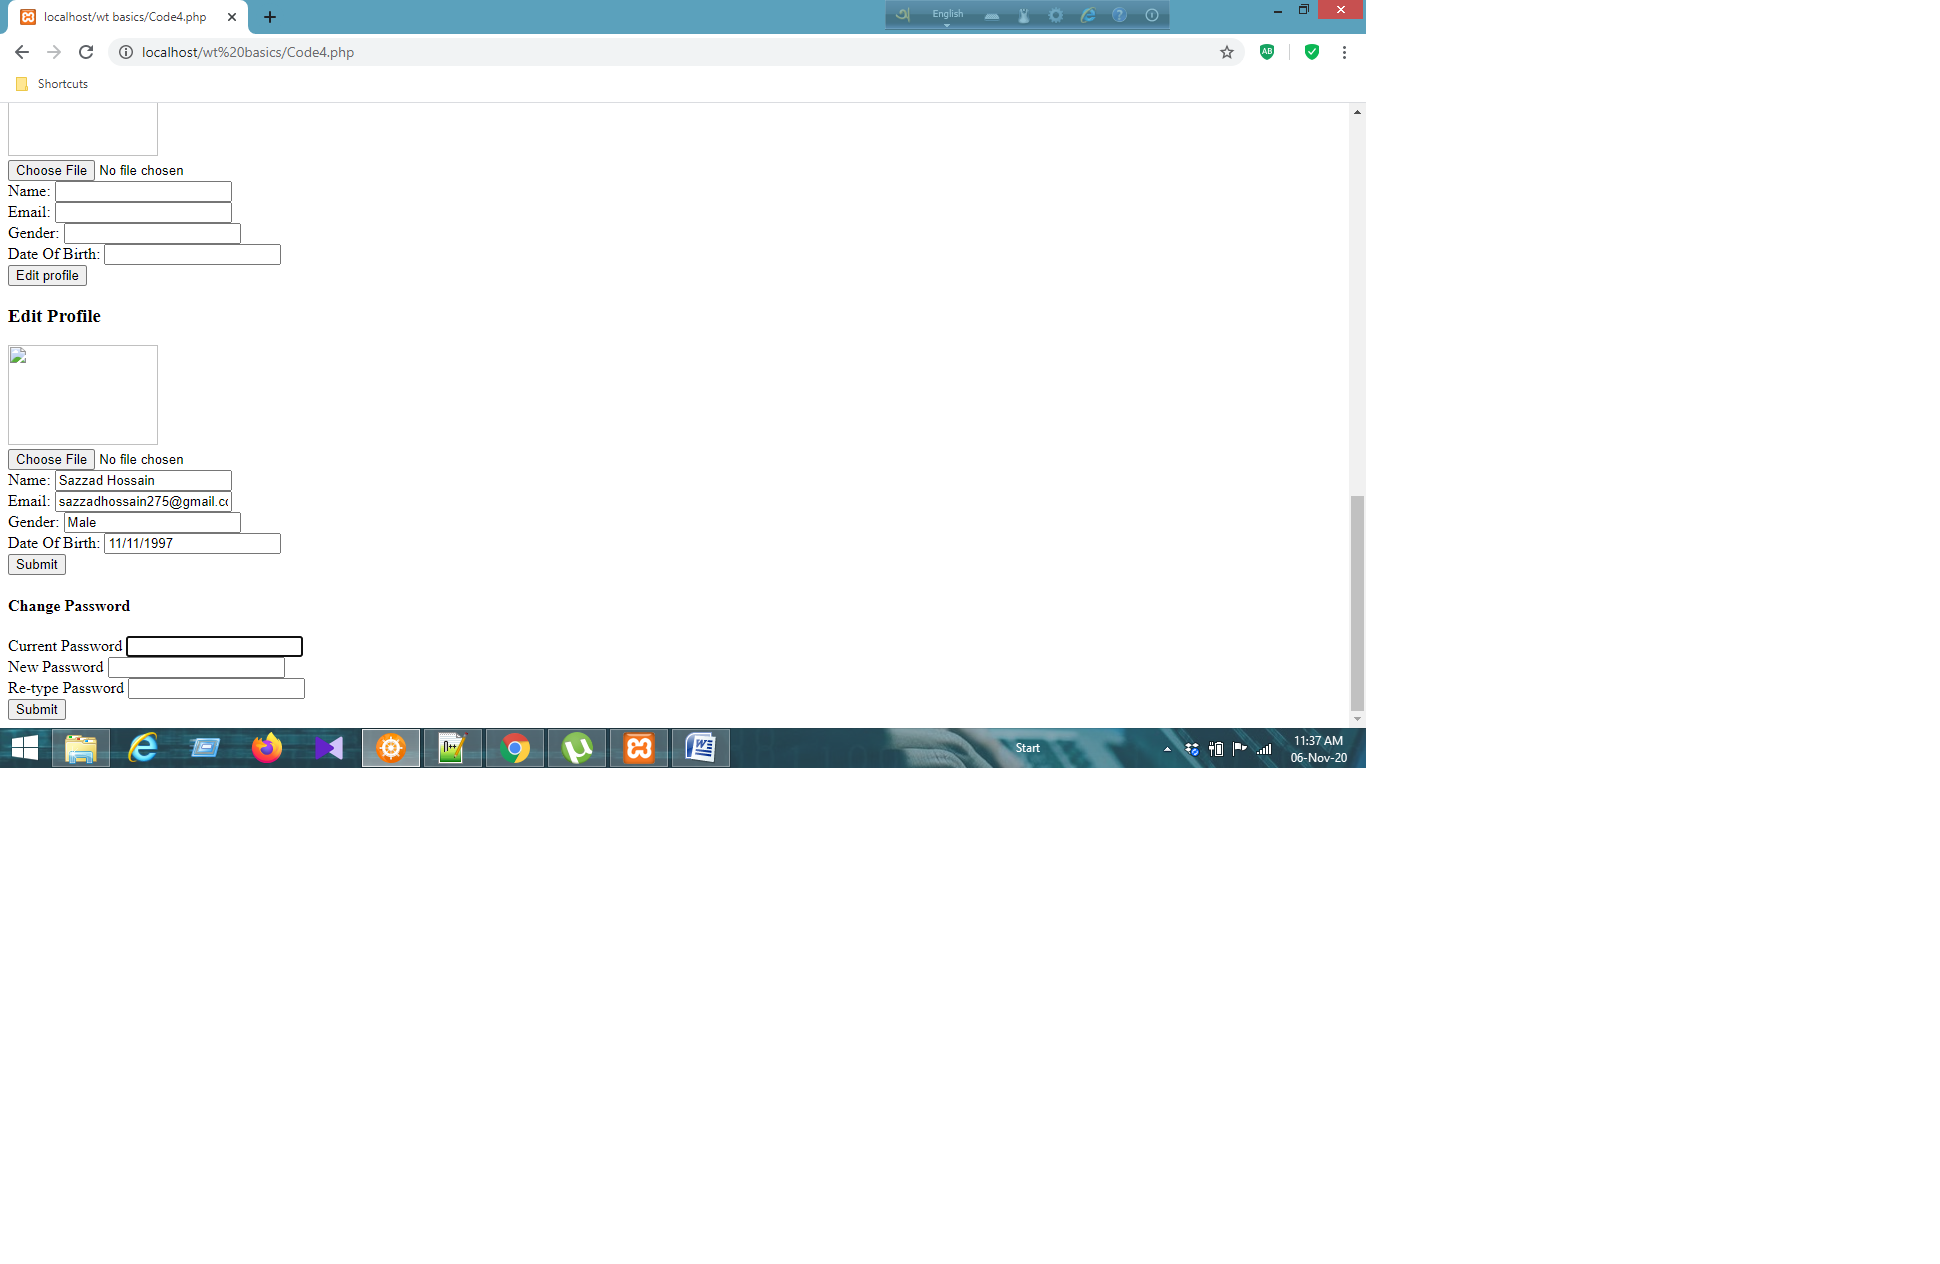 localhost/wt basics/Code4.php
English
localhost/wt%20basics/Code4.php
AB
Shortcuts
Choose File No file chosen
Name:
Email:
Gender:
Date Of Birth:
Edit profile
Edit Profile
Choose File No file chosen
Name: Sazzad Hossain
Email: sazzadhossain275@gmail.co
Gender: Male
Date Of Birth: 11/11/1997
Submit
Change Password
Current Password
New Password
Re-type Password
Submit
Start
11:37 AM
06-Nov-20